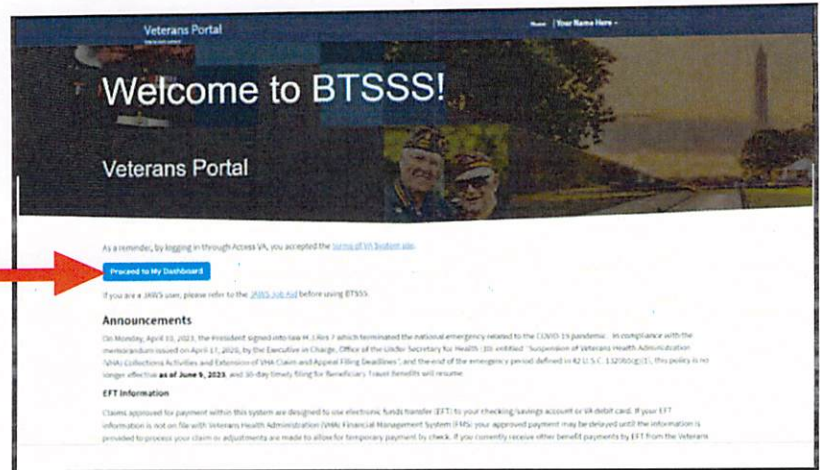 Veterans Portal
Home | Your Name Here
Welcome to BTSSS!
Veterans Portal
As a reminder, by logging in through Access VA, you accepted the terms of VA System use.
Proceed to My Dashboard
If you are a JAWS user, please refer to the JAWS Job Aid before using BTSSS.
Announcements
On Monday, April 10, 2023, the President signed into law H.J.Res 7 which terminated the national emergency related to the COVID-19 pandemic. In compliance with the
memorandum issued on April 17, 2020, by the Executive in Charge, Office of the Under Secretary for Health (10) entitled "Suspension of Veterans Health Administration
(VHA) Collections Activities and Extension of VHA Claim and Appeal Filing Deadlines", and the end of the emergency period defined in 42 U.S.C. 1320b(g)(1), this policy is no
longer effective as of June 9, 2023, and 30-day timely filing for Beneficiary Travel Benefits will resume.
EFT Information
Claims approved for payment within this system are designed to use electronic funds transfer (EFT) to your checking/savings account or VA debit card. If your EFT
information is not on file with Veterans Health Administration (VHA) Financial Management System (FMS) your approved payment may be delayed until the information is
provided to process your claim or adjustments are made to allow for temporary payment by check. If you currently receive other benefit payments by EFT from the Veterans